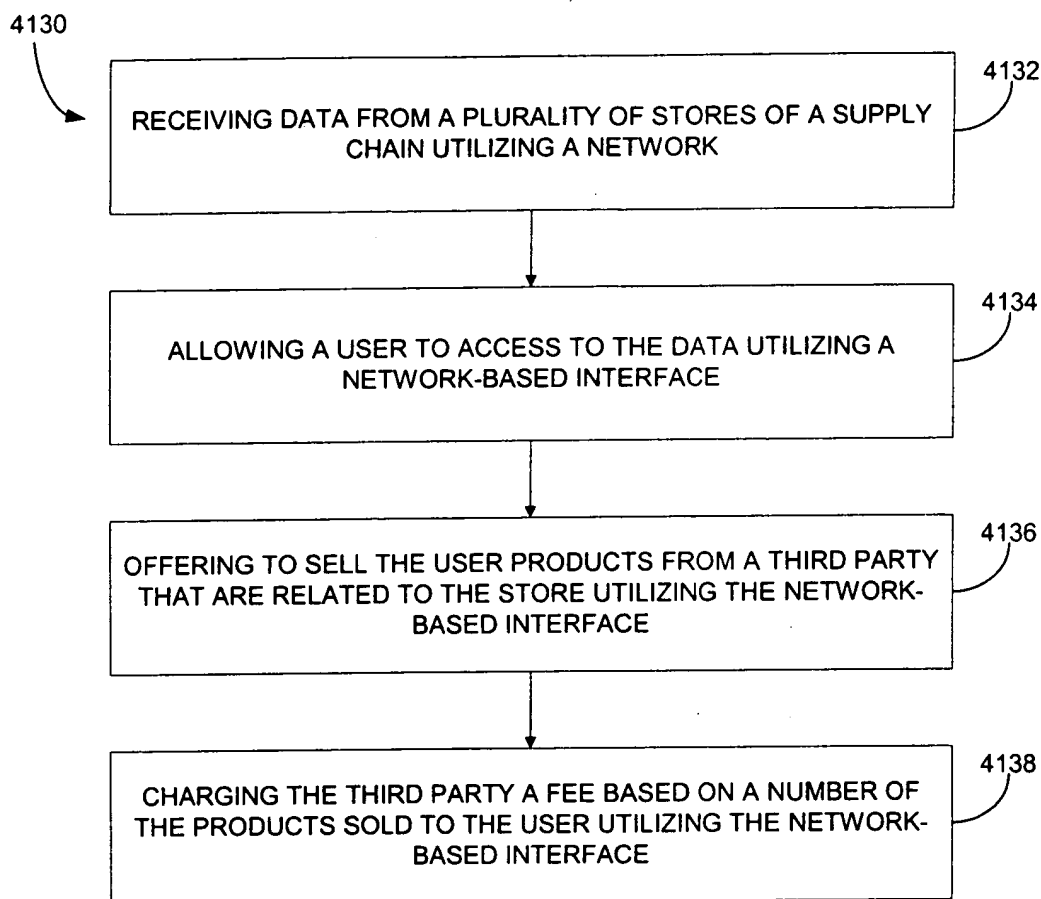 4130
4132
RECEIVING DATA FROM A PLURALITY OF STORES OF A SUPPLY
CHAIN UTILIZING A NETWORK
4134
ALLOWING A USER TO ACCESS TO THE DATA UTILIZING A
NETWORK-BASED INTERFACE
4136
OFFERING TO SELL THE USER PRODUCTS FROM A THIRD PARTY
THAT ARE RELATED TO THE STORE UTILIZING THE NETWORK-
BASED INTERFACE
4138
CHARGING THE THIRD PARTY A FEE BASED ON A NUMBER OF
THE PRODUCTS SOLD TO THE USER UTILIZING THE NETWORK-
BASED INTERFACE